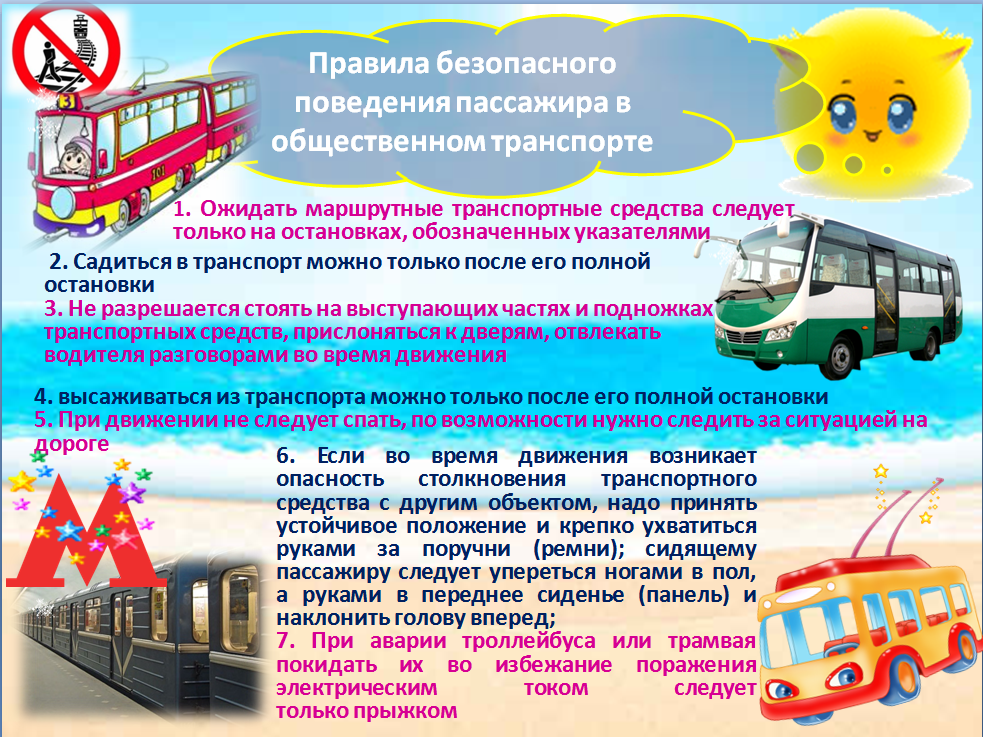 3
101
Правила безопасного
поведения пассажира в
общественном транспорте
1. Ожидать маршрутные транспортные средства следует
только на остановках, обозначенных указателями
2. Садиться в транспорт можно только после его полной
остановки
3. Не разрешается стоять на выступающих частях и подножках
транспортных средств, прислоняться к дверям, отвлекать
водителя разговорами во время движения
4. высаживаться из транспорта можно только после его полной остановки
5. При движении не следует спать, по возможности нужно следить за ситуацией на
дороге
6. Если во время движения возникает
опасность столкновения транспортного
средства с другим объектом, надо принять
устойчивое положение и крепко ухватиться
руками за поручни (ремни); сидящему
пассажиру следует упереться ногами в пол,
а руками в переднее сиденье (панель) и
наклонить голову вперед;
7. При аварии троллейбуса или трамвая
покидать их во избежание поражения
электрическим током следует
только прыжком
М